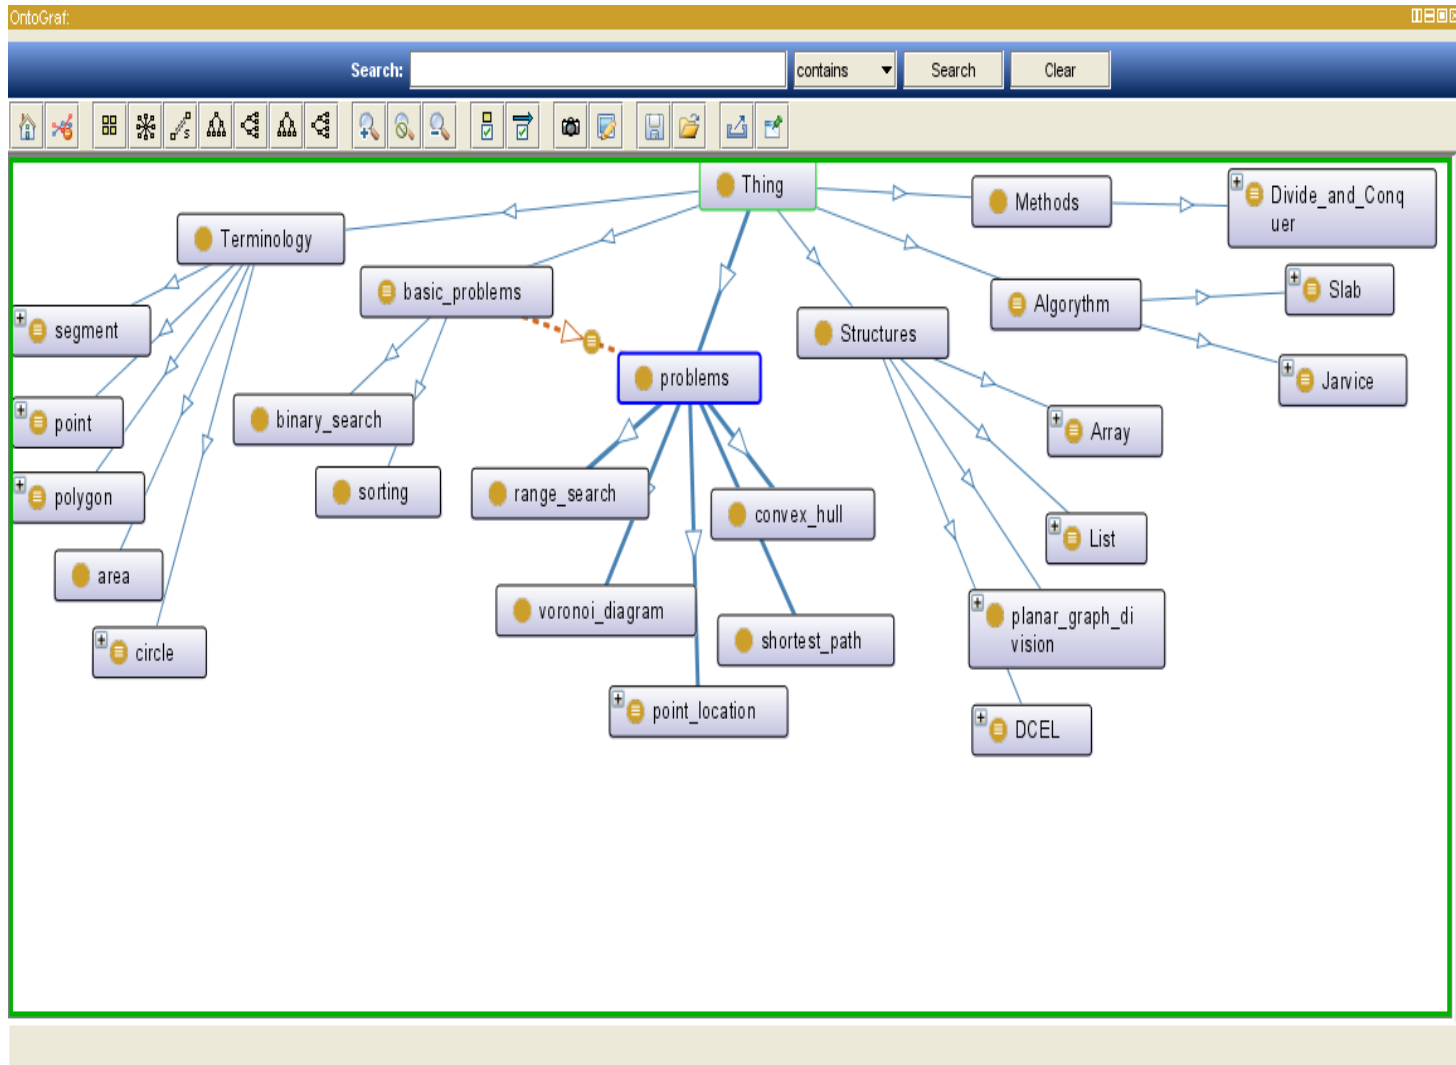 OntoGraf:
Search:
contains
Search
Clear
Thing
Methods
Divide_and_Conq
uer
Terminology
basic_problems
Algorythm
Slab
segment
Structures
problems
Jarvice
point
binary_search
Array
polygon
sorting
range_search
convex_hull
List
area
voronoi_diagram
planar_graph_di
vision
circle
shortest_path
point_location
DCEL